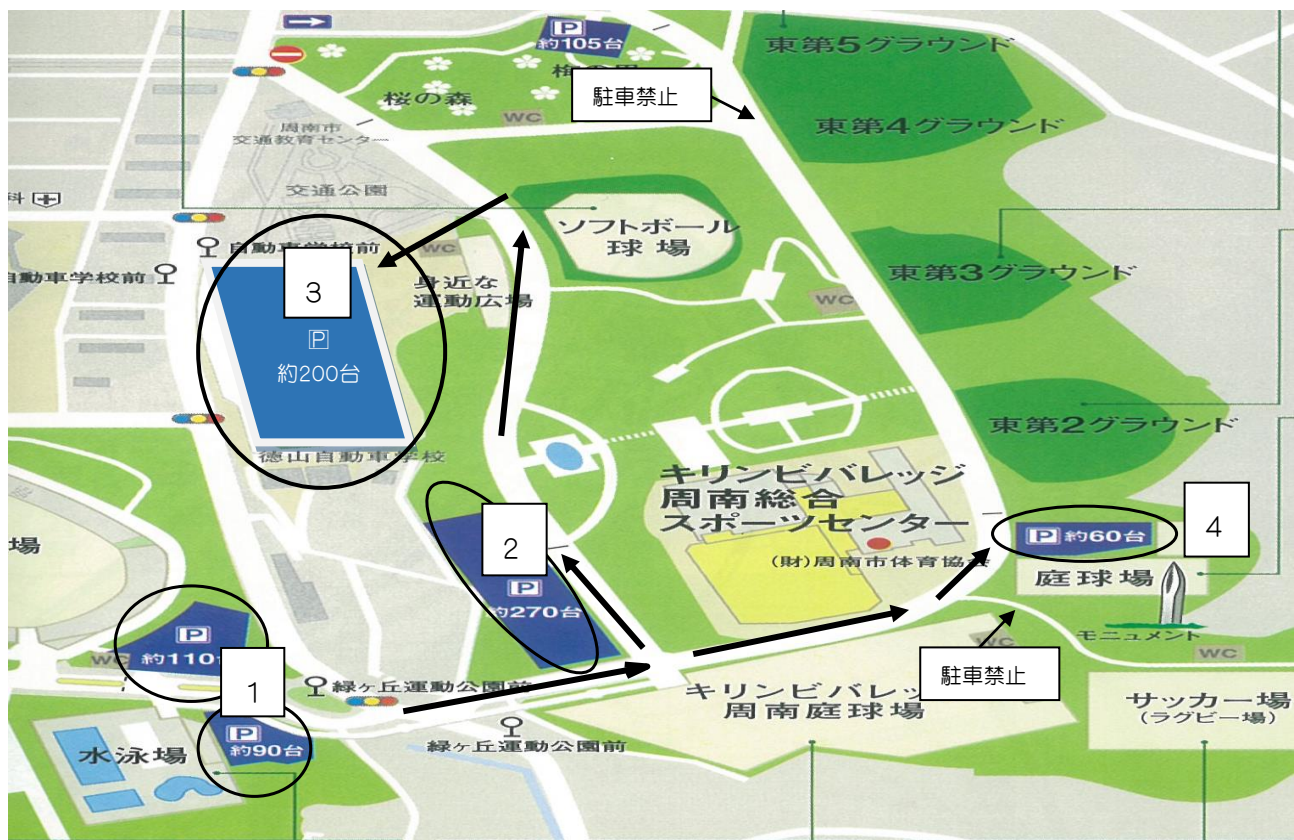 P
約105台
東第5グラウンド
桜の森
駐車禁止
WC
東第4グラウンド
周南市
交通教育センター
科
交通公園
ソフトボール
球場
自動車学校前
WC
自動車学校前
東第3グラウンド
3
身近な
運動広場
WC
P
約200台
東第2グラウンド
徳山自動車学校
キリンビバレッジ
周南総合
スポーツセンター
4
2
P 約60台
場
(財)周南市体育協会
庭球場
P
約270台
P
モニュメント
WC
WC
約110台
WC
駐車禁止
1
緑ヶ丘運動公園前
キリンビバレッジ
周南庭球場
サッカー場
(ラグビー場)
P
約90台
水泳場
緑ヶ丘運動公園前